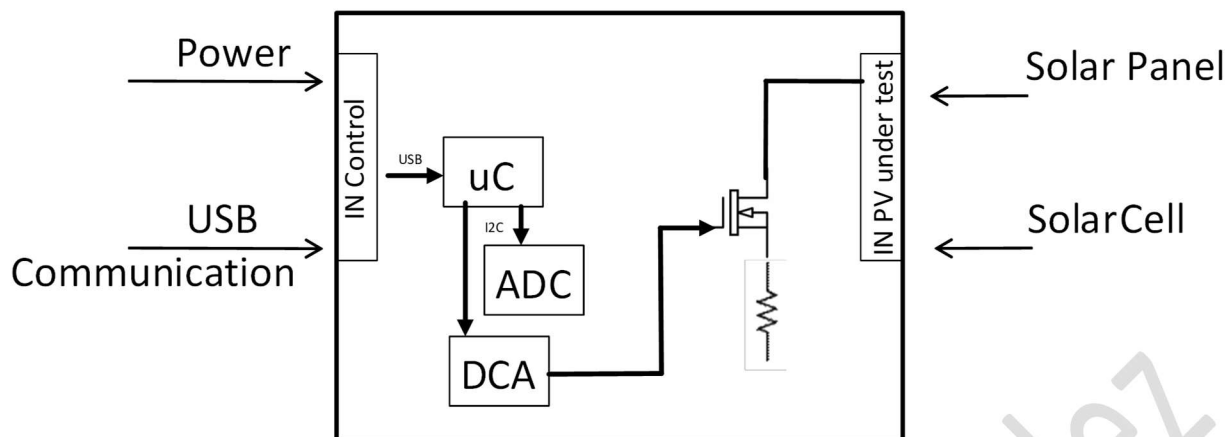 Power
USB
Communication
IN Control
USB
uC
I2C
ADC
DCA
IN PV under test
Solar Panel
SolarCell